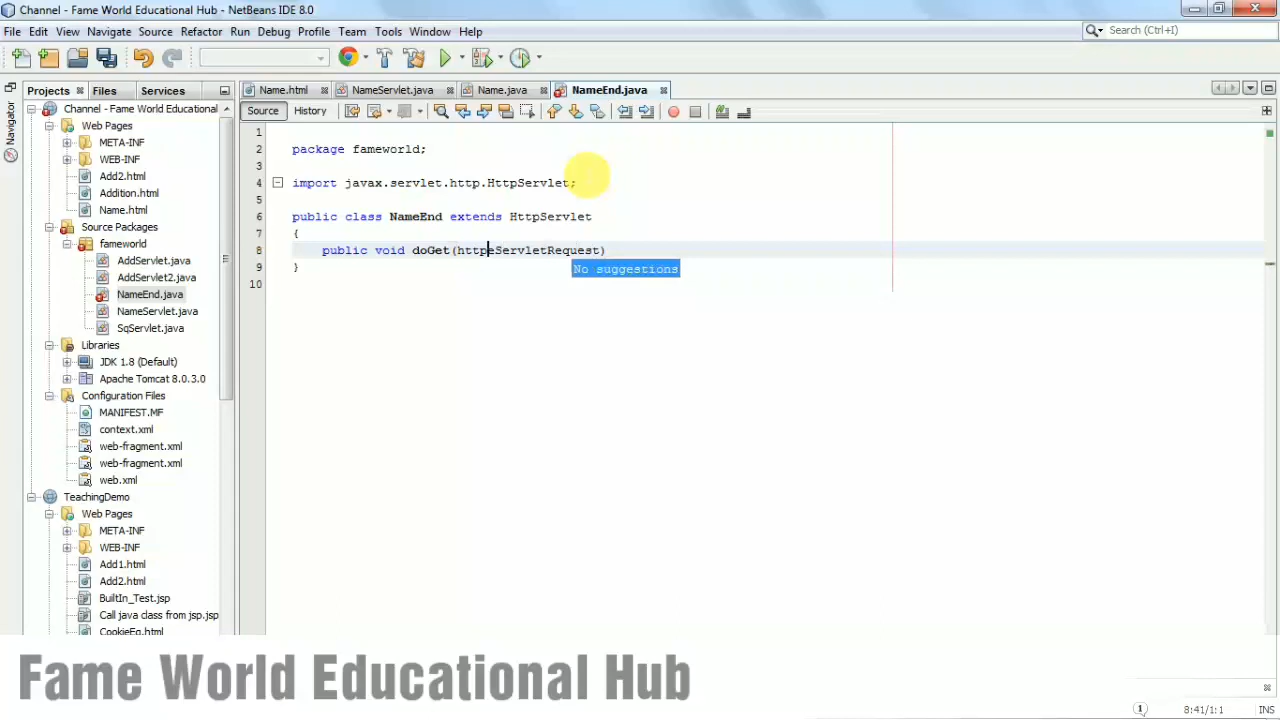 Channel - Fame World Educational Hub - NetBeans IDE 8.0
File Edit View Navigate Source Refactor Run Debug Profile Team Tools Window Help
Search (Ctrl+I)
Projects Files Services
Name.html NameServlet.java Name.java NameEnd.java
Navigator
Source History
Channel - Fame World Educational
Web Pages
META-INF
WEB-INF
Add2.html
Addition.html
Name.html
Source Packages
fameworld
AddServlet.java
AddServlet2.java
NameEnd.java
NameServlet.java
SqServlet.java
Libraries
JDK 1.8 (Default)
Apache Tomcat 8.0.3.0
Configuration Files
MANIFEST.MF
context.xml
web-fragment.xml
web-fragment.xml
web.xml
TeachingDemo
Web Pages
META-INF
WEB-INF
Add1.html
Add2.html
BuiltIn_Test.jsp
Call java class from jsp.jsp
CookieEg.html
1
2 package fameworld;
3
4 import javax.servlet.http.HttpServlet;
5
6 public class NameEnd extends HttpServlet
7 {
8 public void doGet(httpeServletRequest)
9 }
10
No suggestions
Fame World Educational Hub
1 8:41/1:1 INS